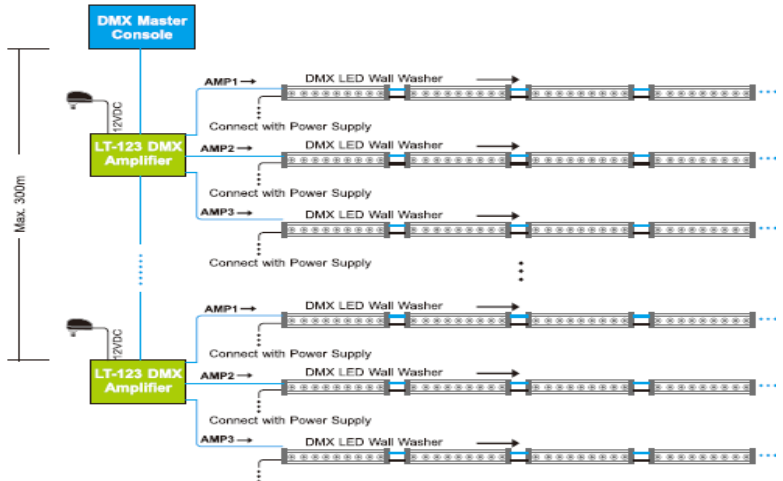 DMX Master
Console
AMP1
DMX LED Wall Washer
12VDC
Connect with Power Supply
LT-123 DMX
Amplifier
AMP2
DMX LED Wall Washer
Connect with Power Supply
AMP3
DMX LED Wall Washer
Max. 300m
Connect with Power Supply
AMP1
DMX LED Wall Washer
12VDC
Connect with Power Supply
LT-123 DMX
Amplifier
AMP2
DMX LED Wall Washer
Connect with Power Supply
AMP3
DMX LED Wall Washer